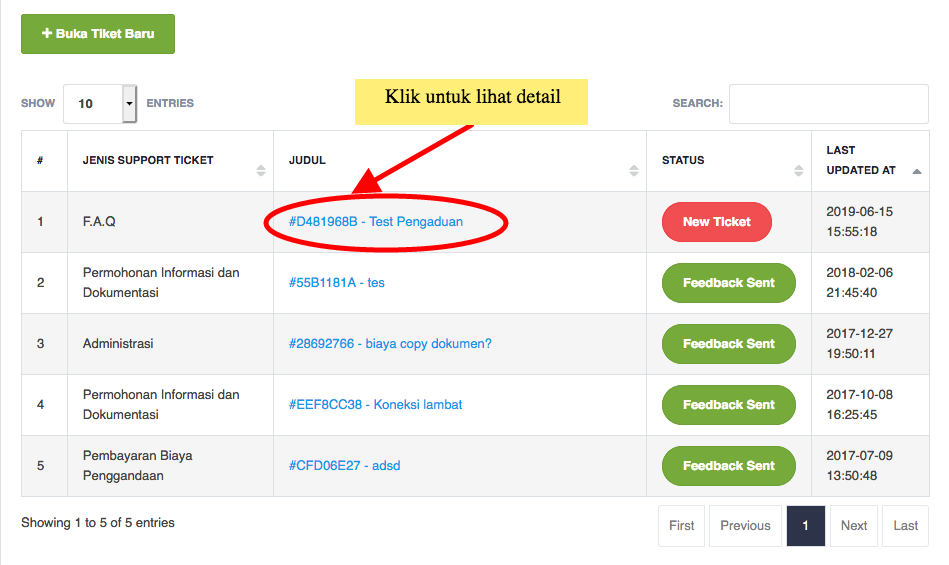 + Buka Tiket Baru
SHOW 10 ENTRIES
Klik untuk lihat detail
SEARCH:
# JENIS SUPPORT TICKET JUDUL STATUS LAST UPDATED AT
1 F.A.Q #D481968B - Test Pengaduan New Ticket 2019-06-15 15:55:18
2 Permohonan Informasi dan Dokumentasi #55B1181A - tes Feedback Sent 2018-02-06 21:45:40
3 Administrasi #28692766 - biaya copy dokumen? Feedback Sent 2017-12-27 19:50:11
4 Permohonan Informasi dan Dokumentasi #EEF8CC38 - Koneksi lambat Feedback Sent 2017-10-08 16:25:45
5 Pembayaran Biaya Penggandaan #CFD06E27 - adsd Feedback Sent 2017-07-09 13:50:48
Showing 1 to 5 of 5 entries
First Previous 1 Next Last